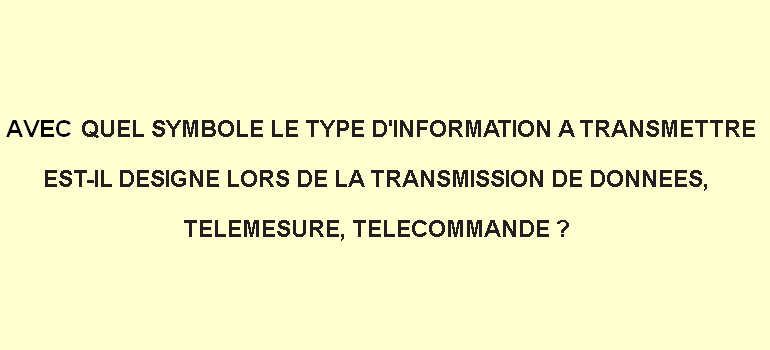 AVEC QUEL SYMBOLE LE TYPE D'INFORMATION A TRANSMETTRE
EST-IL DESIGNE LORS DE LA TRANSMISSION DE DONNEES,
TELEMESURE, TELECOMMANDE ?